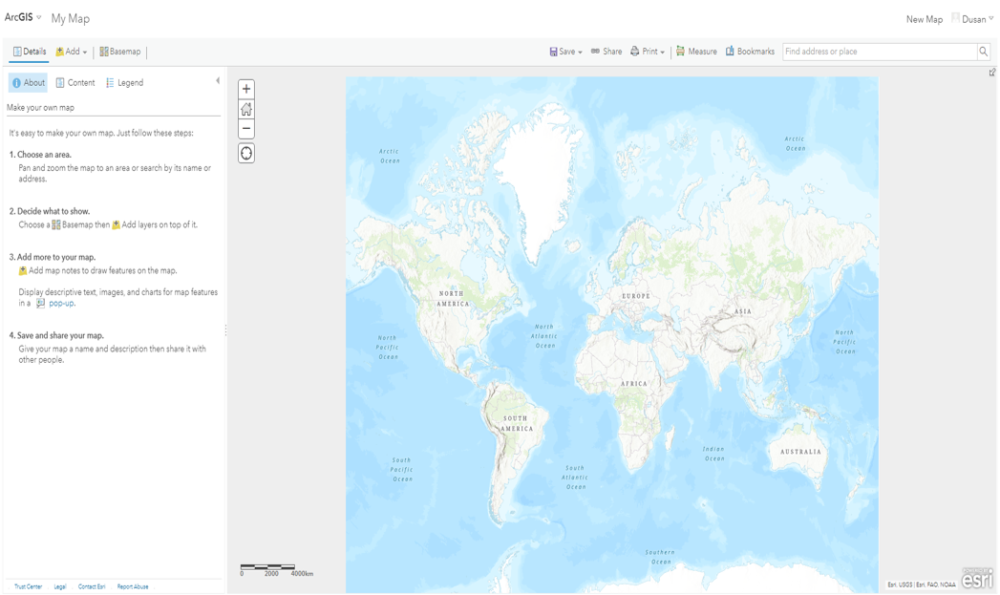 ArcGIS My Map
New Map Dusan
Details Add Basemap
Save Share Print Measure Bookmarks Find address or place
About Content Legend
Make your own map
It's easy to make your own map. Just follow these steps:
1. Choose an area.
Pan and zoom the map to an area or search by its name or
address.
2. Decide what to show.
Choose a Basemap then Add layers on top of it.
3. Add more to your map.
Add map notes to draw features on the map.
Display descriptive text, images, and charts for map features
in a pop-up.
4. Save and share your map.
Give your map a name and description then share it with
other people.
Trust Center Legal Contact Esri Report Abuse
+
−
Arctic
Ocean
Arctic
Ocean
NORTH
AMERICA
EUROPE
ASIA
North
Atlantic
Ocean
North
Pacific
Ocean
North
Pacific
Ocean
AFRICA
SOUTH
AMERICA
Indian
Ocean
AUSTRALIA
South
Pacific
Ocean
South
Atlantic
Ocean
Southern
Ocean
0 2000 4000km
Esri, USGS | Esri, FAO, NOAA
POWERED BY
esri